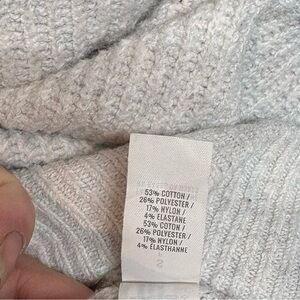 53% COTTON /
26% POLYESTER /
17% NYLON /
4% ELASTANE
53% COTON /
26% POLYESTER /
17% NYLON /
4% ELASTHANNE